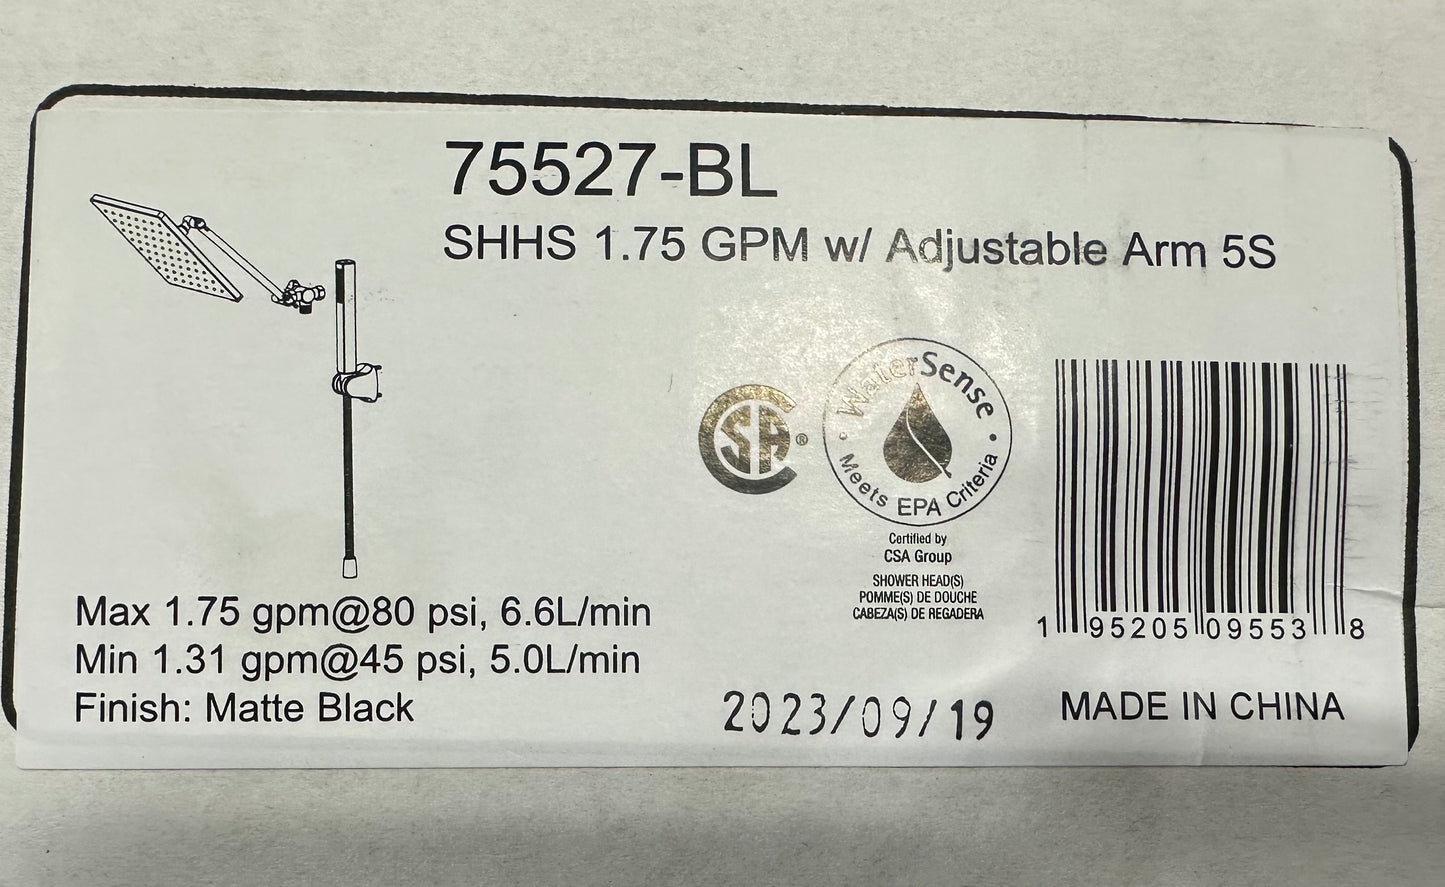 75527-BL
SHHS 1.75 GPM w/ Adjustable Arm 5S
CSA®
WaterSense
Meets EPA Criteria
Certified by
CSA Group
SHOWER HEAD(S)
POMME(S) DE DOUCHE
CABEZA(S) DE REGADERA
1 95205 09553 8
Max 1.75 gpm@80 psi, 6.6L/min
Min 1.31 gpm@45 psi, 5.0L/min
Finish: Matte Black
2023/09/19
MADE IN CHINA